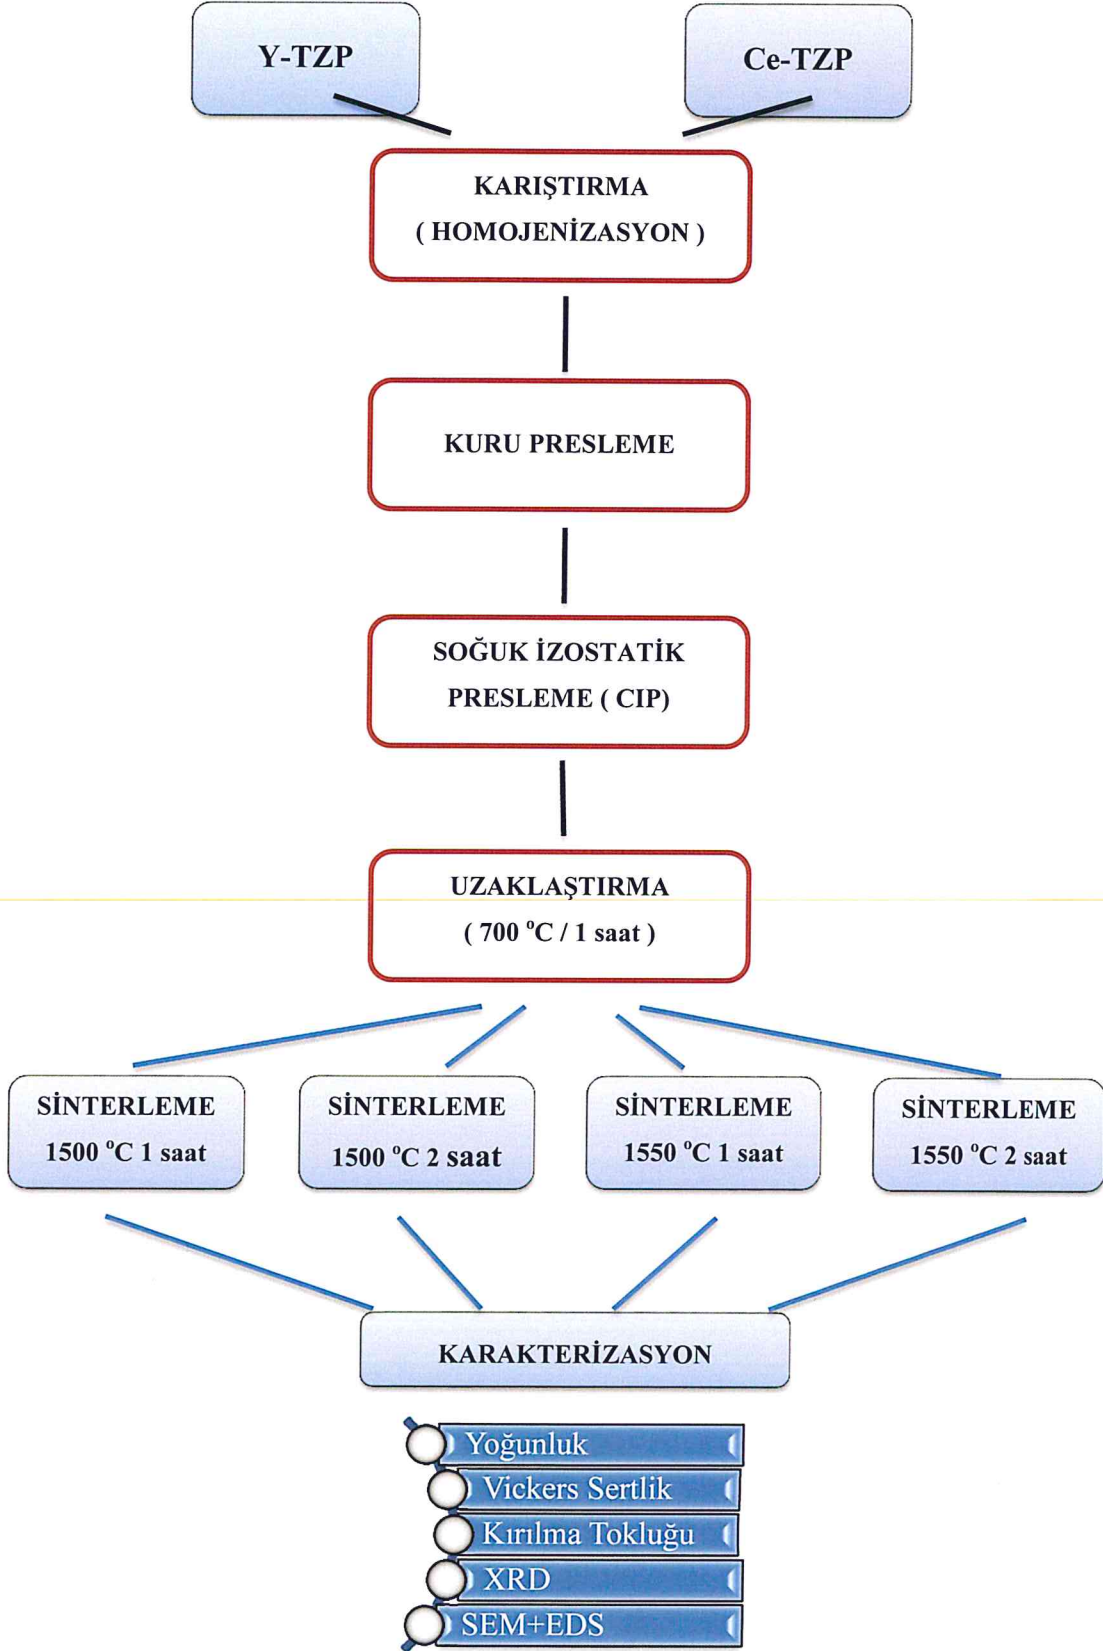 Y-TZP
Ce-TZP
KARIŞTIRMA
( HOMOJENİZASYON )
KURU PRESLEME
SOĞUK İZOSTATİK
PRESLEME ( CIP)
UZAKLAŞTIRMA
( 700 °C / 1 saat )
SİNTERLEME
1500 °C 1 saat
SİNTERLEME
1500 °C 2 saat
SİNTERLEME
1550 °C 1 saat
SİNTERLEME
1550 °C 2 saat
KARAKTERİZASYON
Yoğunluk
Vickers Sertlik
Kırılma Tokluğu
XRD
SEM+EDS